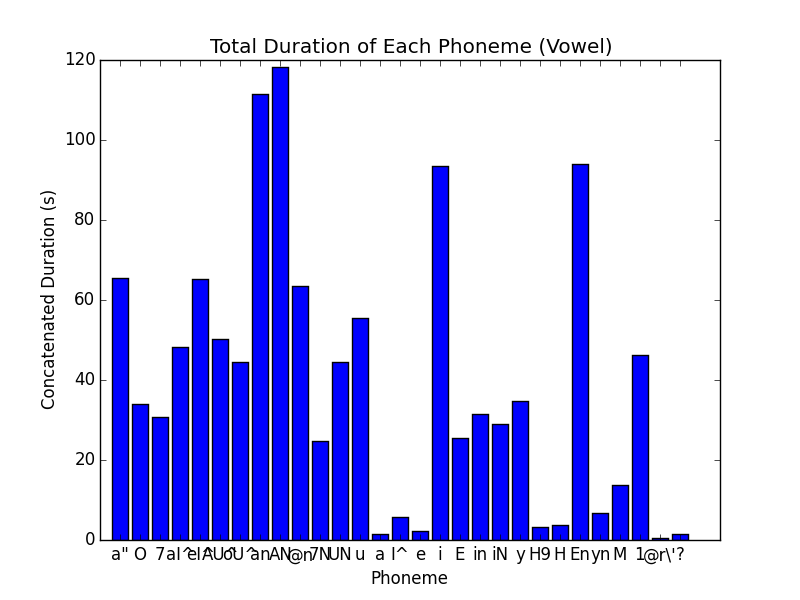 Total Duration of Each Phoneme (Vowel)
120
100
80
60
40
20
0
Concatenated Duration (s)
a" O 7 aI^ eI^ AU^ oU^ an AN @n 7N UN u a I^ e i E in iN y H9 H En yn M 1 @r\' ?
Phoneme